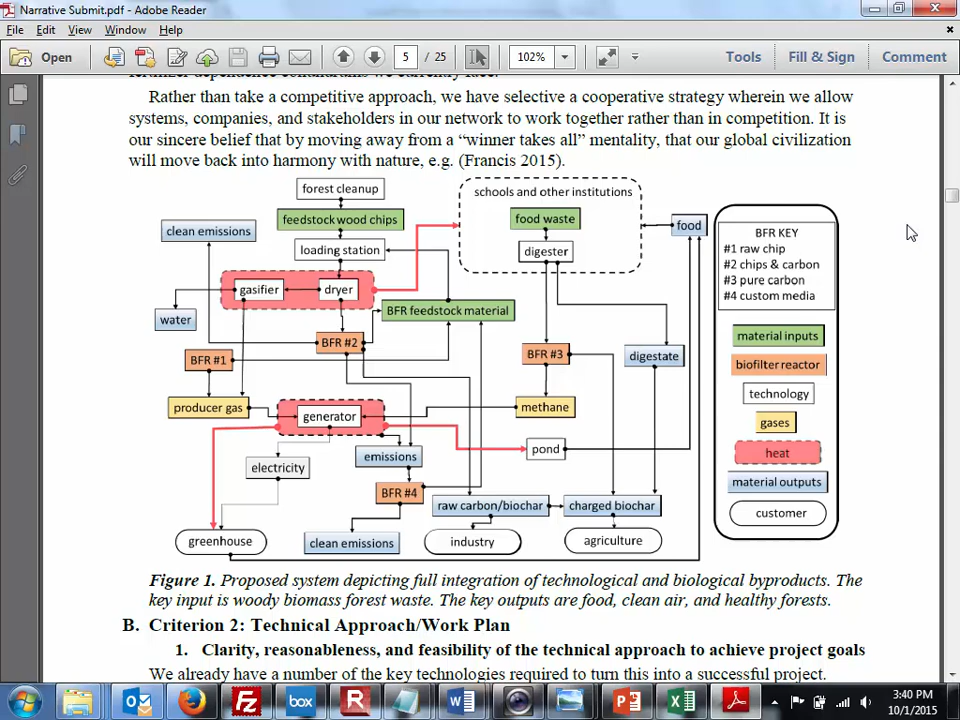 Narrative Submit.pdf - Adobe Reader
File Edit View Window Help
Open 5 / 25 102% Tools Fill & Sign Comment
Rather than take a competitive approach, we have selective a cooperative strategy wherein we allow
systems, companies, and stakeholders in our network to work together rather than in competition. It is
our sincere belief that by moving away from a “winner takes all” mentality, that our global civilization
will move back into harmony with nature, e.g. (Francis 2015).
forest cleanup
schools and other institutions
feedstock wood chips
food waste
clean emissions
food
loading station
digester
gasifier
dryer
water
BFR feedstock material
BFR #2
BFR #1
BFR #3
digestate
producer gas
generator
methane
emissions
pond
electricity
BFR #4
raw carbon/biochar
charged biochar
greenhouse
clean emissions
industry
agriculture
BFR KEY
#1 raw chip
#2 chips & carbon
#3 pure carbon
#4 custom media
material inputs
biofilter reactor
technology
gases
heat
material outputs
customer
Figure 1. Proposed system depicting full integration of technological and biological byproducts. The
key input is woody biomass forest waste. The key outputs are food, clean air, and healthy forests.
B. Criterion 2: Technical Approach/Work Plan
1. Clarity, reasonableness, and feasibility of the technical approach to achieve project goals
We already have a number of the key technologies required to turn this into a successful project.
3:40 PM
10/1/2015